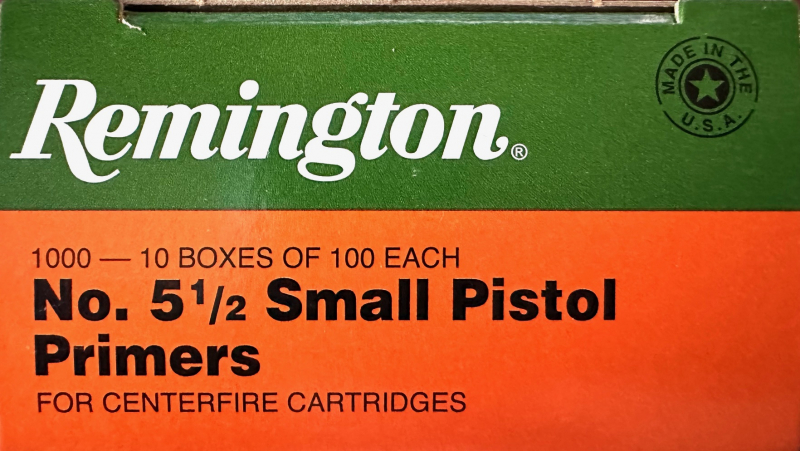 Remington®
MADE IN THE
U.S.A.
1000 — 10 BOXES OF 100 EACH
No. 5 1/2 Small Pistol
Primers
FOR CENTERFIRE CARTRIDGES